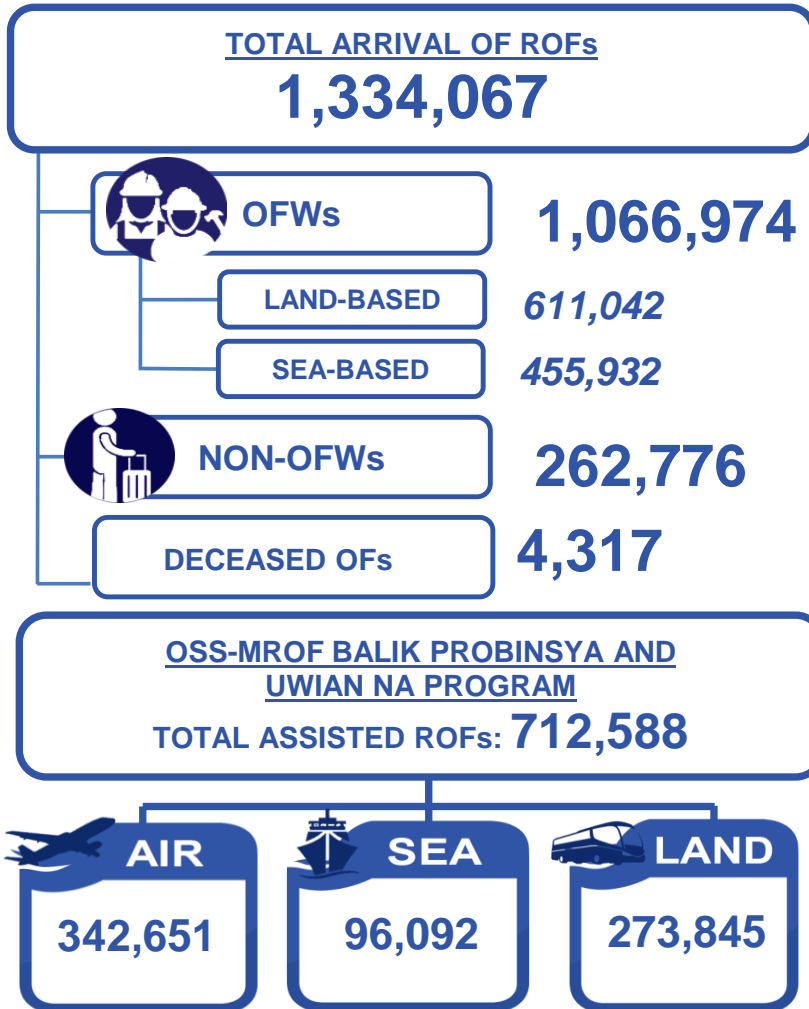 TOTAL ARRIVAL OF ROFs
1,334,067
OFWs
1,066,974
LAND-BASED
611,042
SEA-BASED
455,932
NON-OFWs
262,776
DECEASED OFs
4,317
OSS-MROF BALIK PROBINSYA AND
UWIAN NA PROGRAM
TOTAL ASSISTED ROFs: 712,588
AIR
342,651
SEA
96,092
LAND
273,845